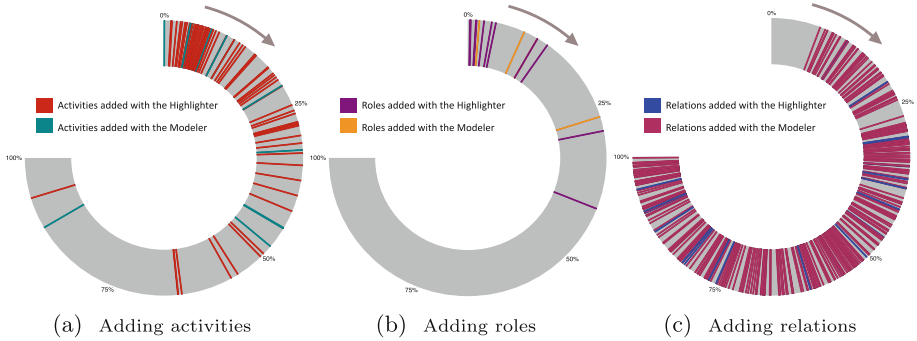 0%
25%
50%
75%
100%
Activities added with the Highlighter
Activities added with the Modeler
(a) Adding activities
0%
25%
50%
75%
100%
Roles added with the Highlighter
Roles added with the Modeler
(b) Adding roles
0%
25%
50%
75%
100%
Relations added with the Highlighter
Relations added with the Modeler
(c) Adding relations